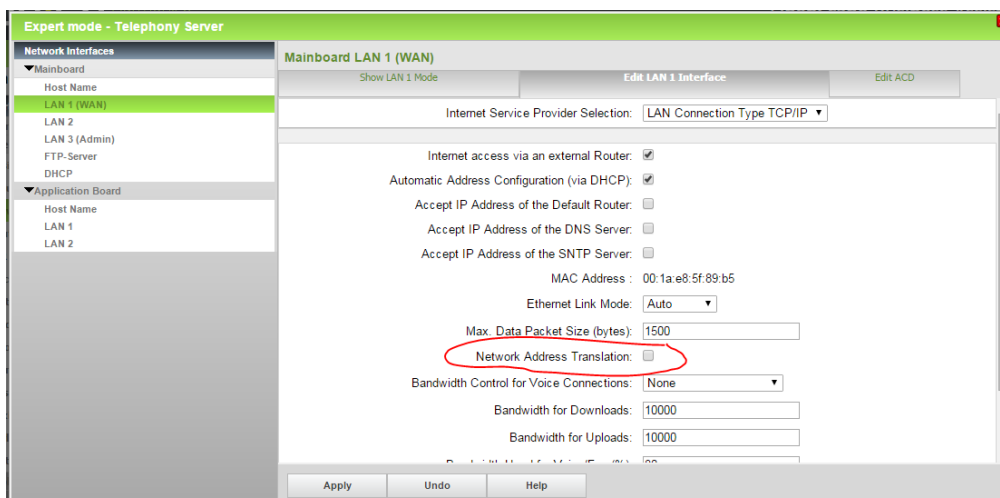 Expert mode - Telephony Server
Network Interfaces
Mainboard
Host Name
LAN 1 (WAN)
LAN 2
LAN 3 (Admin)
FTP-Server
DHCP
Application Board
Host Name
LAN 1
LAN 2
Mainboard LAN 1 (WAN)
Show LAN 1 Mode Edit LAN 1 Interface Edit ACD
Internet Service Provider Selection: LAN Connection Type TCP/IP
Internet access via an external Router:
Automatic Address Configuration (via DHCP):
Accept IP Address of the Default Router:
Accept IP Address of the DNS Server:
Accept IP Address of the SNTP Server:
MAC Address : 00:1a:e8:5f:89:b5
Ethernet Link Mode: Auto
Max. Data Packet Size (bytes): 1500
Network Address Translation:
Bandwidth Control for Voice Connections: None
Bandwidth for Downloads: 10000
Bandwidth for Uploads: 10000
Apply Undo Help